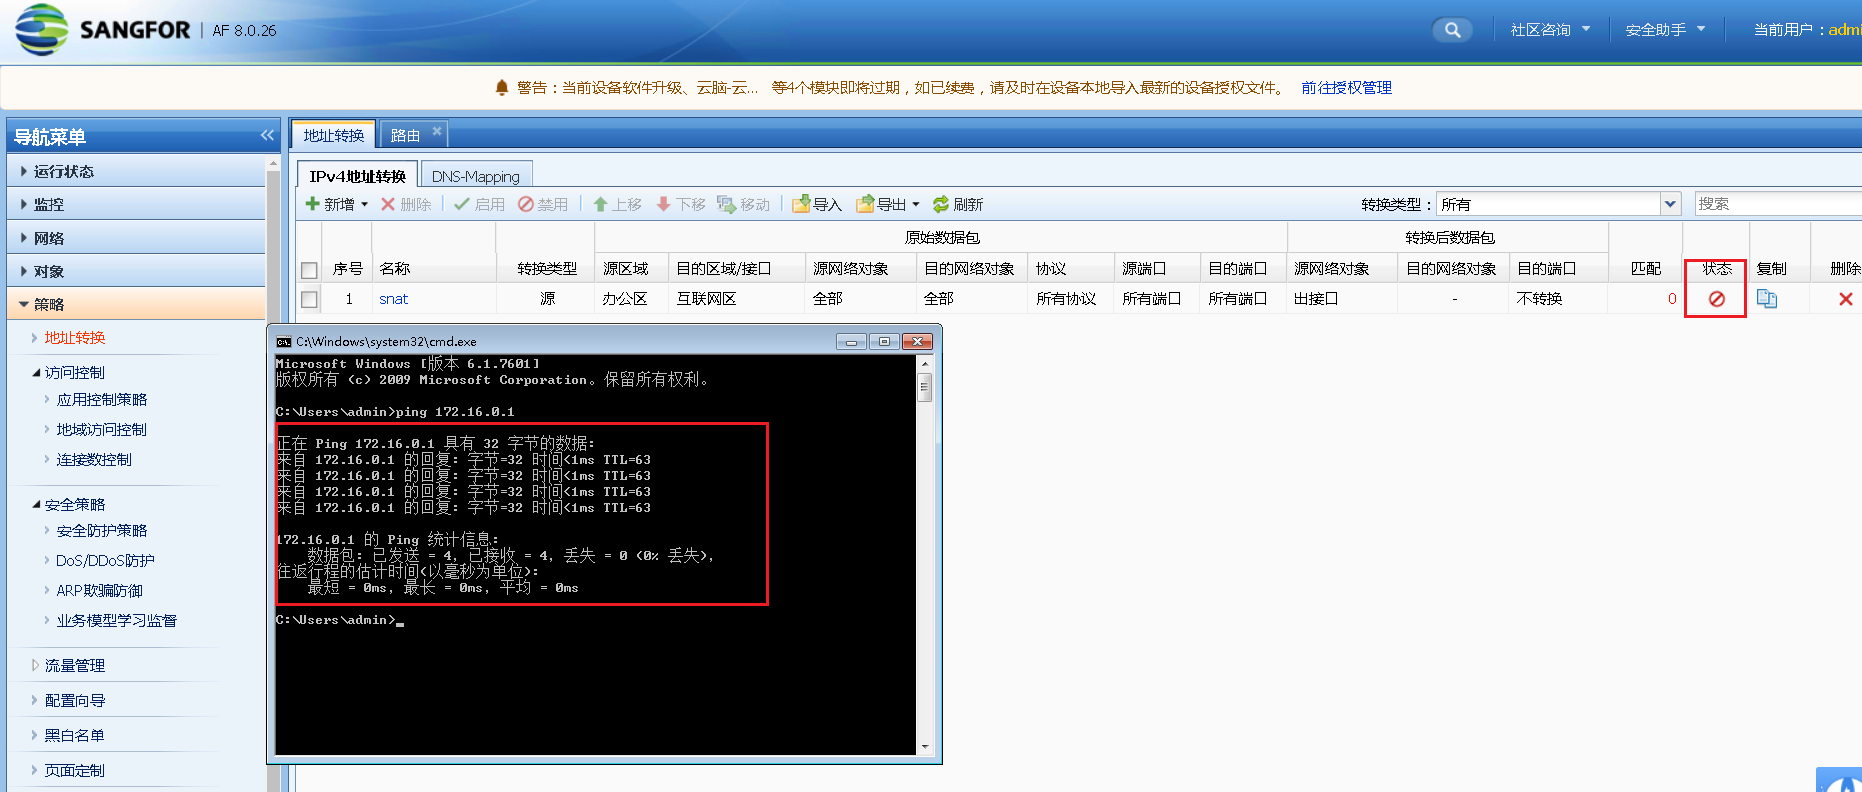 SANGFOR | AF 8.0.26
社区咨询
安全助手
当前用户：admi
警告：当前设备软件升级、云脑-云... 等4个模块即将过期，如已续费，请及时在设备本地导入最新的设备授权文件。 前往授权管理
导航菜单
运行状态
监控
网络
对象
策略
地址转换
访问控制
应用控制策略
地域访问控制
连接数控制
安全策略
安全防护策略
DoS/DDoS防护
ARP欺骗防御
业务模型学习监督
流量管理
配置向导
黑白名单
页面定制
地址转换 路由
IPv4地址转换 DNS-Mapping
新增 删除 启用 禁用 上移 下移 移动 导入 导出 刷新 转换类型： 所有 搜索
原始数据包 转换后数据包
序号 名称 转换类型 源区域 目的区域/接口 源网络对象 目的网络对象 协议 源端口 目的端口 源网络对象 目的网络对象 目的端口 匹配 状态 复制 删除
1 snat 源 办公区 互联网区 全部 全部 所有协议 所有端口 所有端口 出接口 - 不转换 0
C:\Windows\system32\cmd.exe
Microsoft Windows [版本 6.1.7601]
版权所有 (c) 2009 Microsoft Corporation。保留所有权利。
C:\Users\admin>ping 172.16.0.1
正在 Ping 172.16.0.1 具有 32 字节的数据:
来自 172.16.0.1 的回复: 字节=32 时间<1ms TTL=63
来自 172.16.0.1 的回复: 字节=32 时间<1ms TTL=63
来自 172.16.0.1 的回复: 字节=32 时间<1ms TTL=63
来自 172.16.0.1 的回复: 字节=32 时间<1ms TTL=63
172.16.0.1 的 Ping 统计信息:
数据包: 已发送 = 4，已接收 = 4，丢失 = 0 (0% 丢失)，
往返行程的估计时间(以毫秒为单位):
最短 = 0ms，最长 = 0ms，平均 = 0ms
C:\Users\admin>_